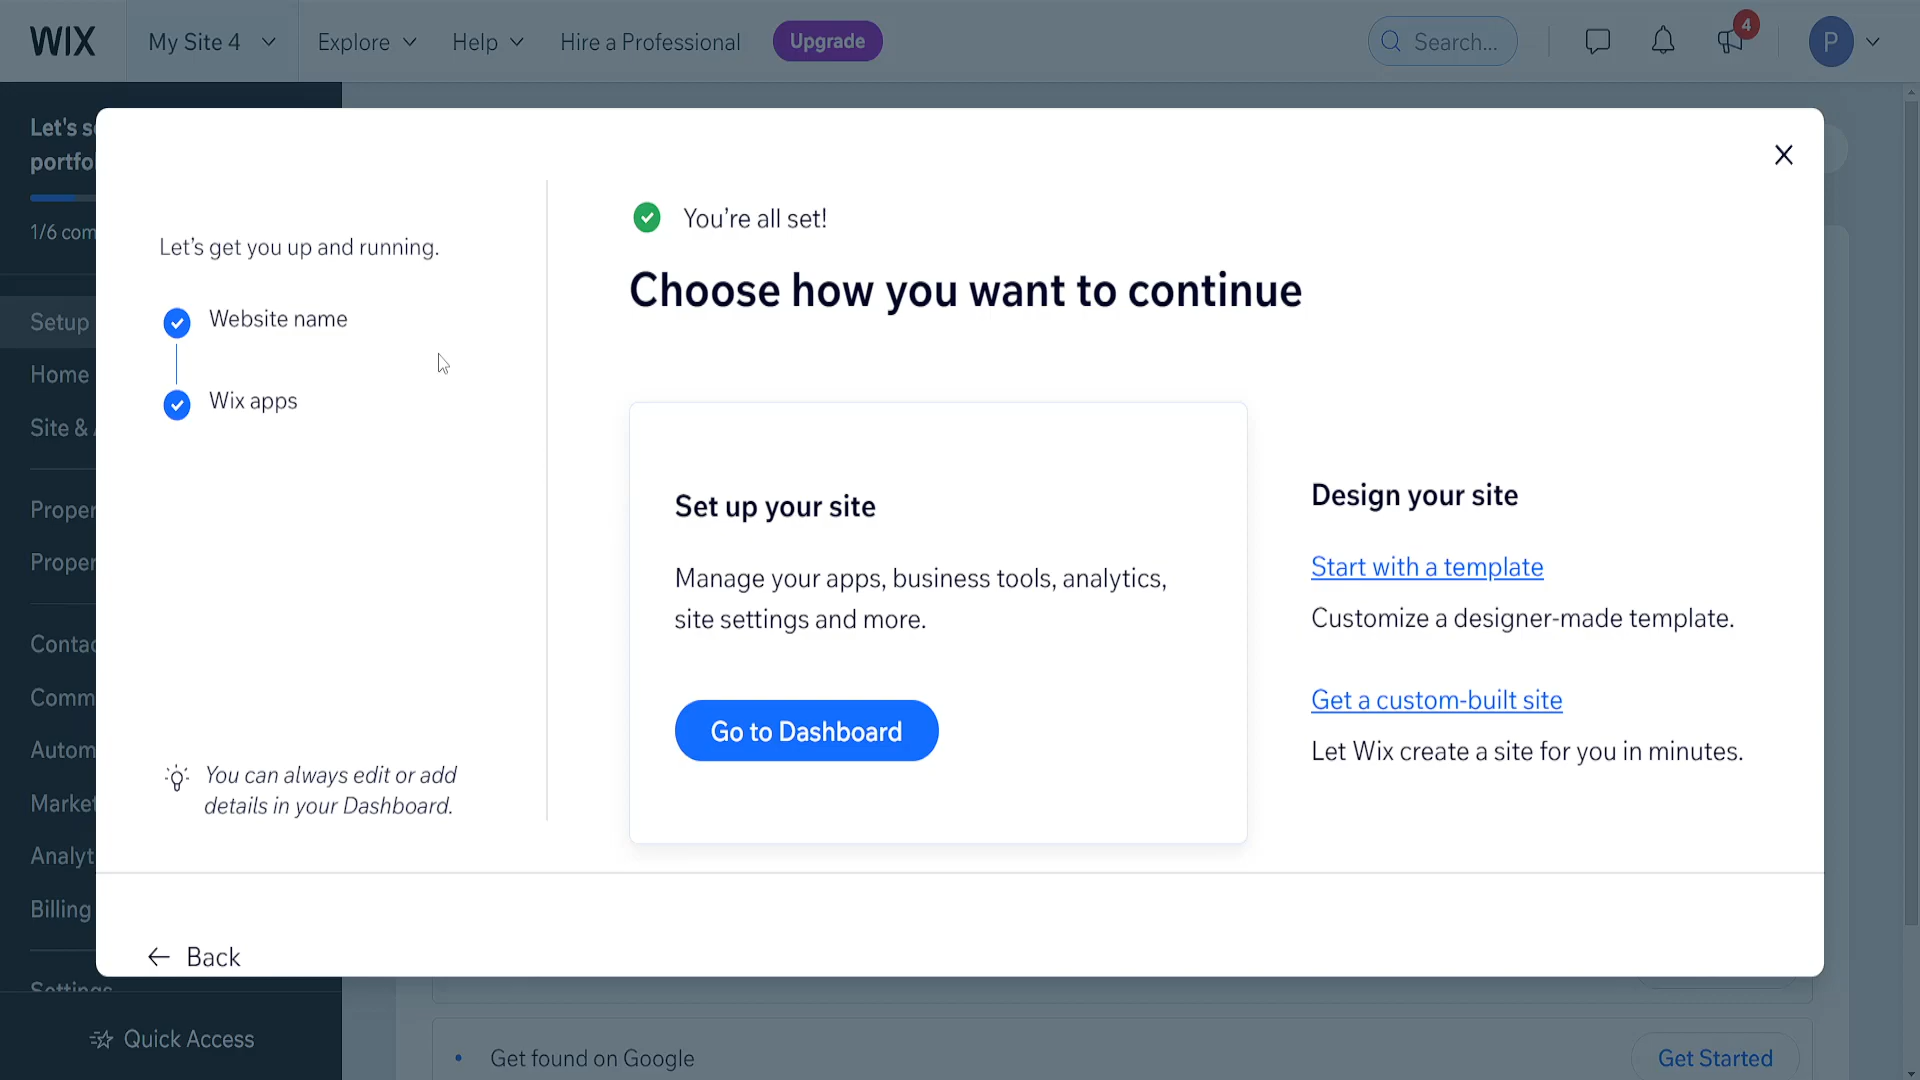 WIX
My Site 4
Explore
Help
Hire a Professional
Upgrade
Search...
4
P
Let's s
portfo
1/6 com
Setup
Home
Site &
Proper
Proper
Contac
Comm
Autom
Market
Analyt
Billing
Settings
Quick Access
Let's get you up and running.
Website name
Wix apps
You can always edit or add
details in your Dashboard.
You're all set!
Choose how you want to continue
Set up your site
Manage your apps, business tools, analytics,
site settings and more.
Go to Dashboard
Design your site
Start with a template
Customize a designer-made template.
Get a custom-built site
Let Wix create a site for you in minutes.
Back
Get found on Google
Get Started